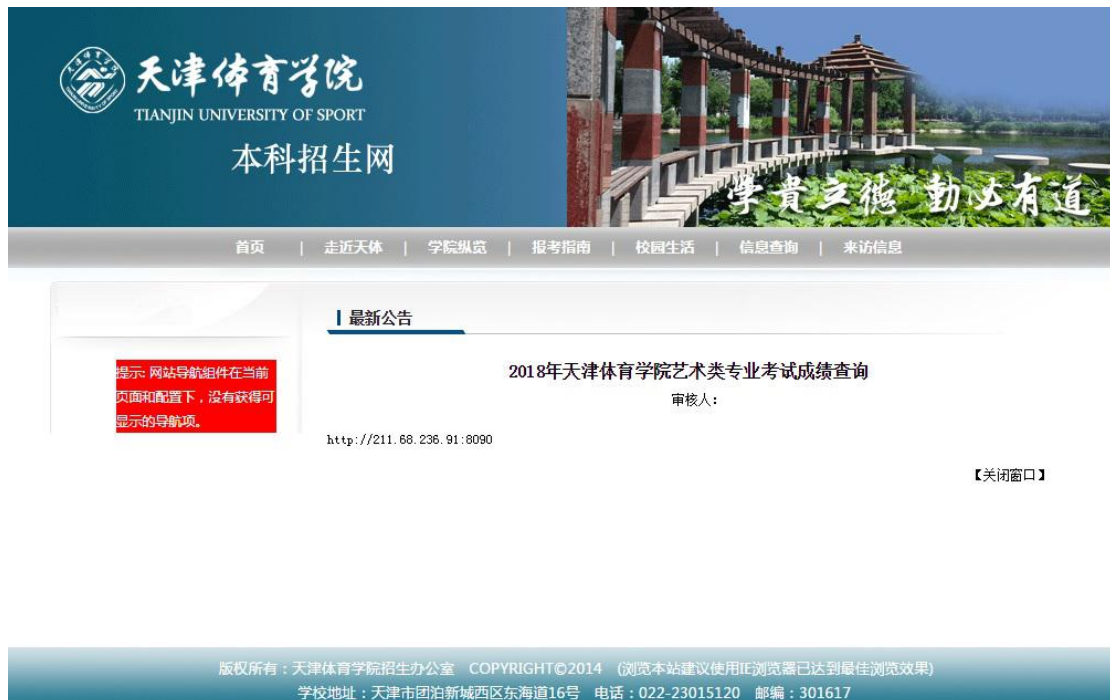 天津体育学院
TIANJIN UNIVERSITY OF SPORT
本科招生网
学貴立德 勤必有道
首页 | 走近天体 | 学院纵览 | 报考指南 | 校园生活 | 信息查询 | 来访信息
最新公告
提示: 网站导航组件在当前
页面和配置下，没有获得可
显示的导航项。
2018年天津体育学院艺术类专业考试成绩查询
审核人：
http://211.68.236.91:8090
【关闭窗口】
版权所有：天津体育学院招生办公室 COPYRIGHT©2014 (浏览本站建议使用IE浏览器已达到最佳浏览效果)
学校地址：天津市团泊新城西区东海道16号 电话：022-23015120 邮编：301617